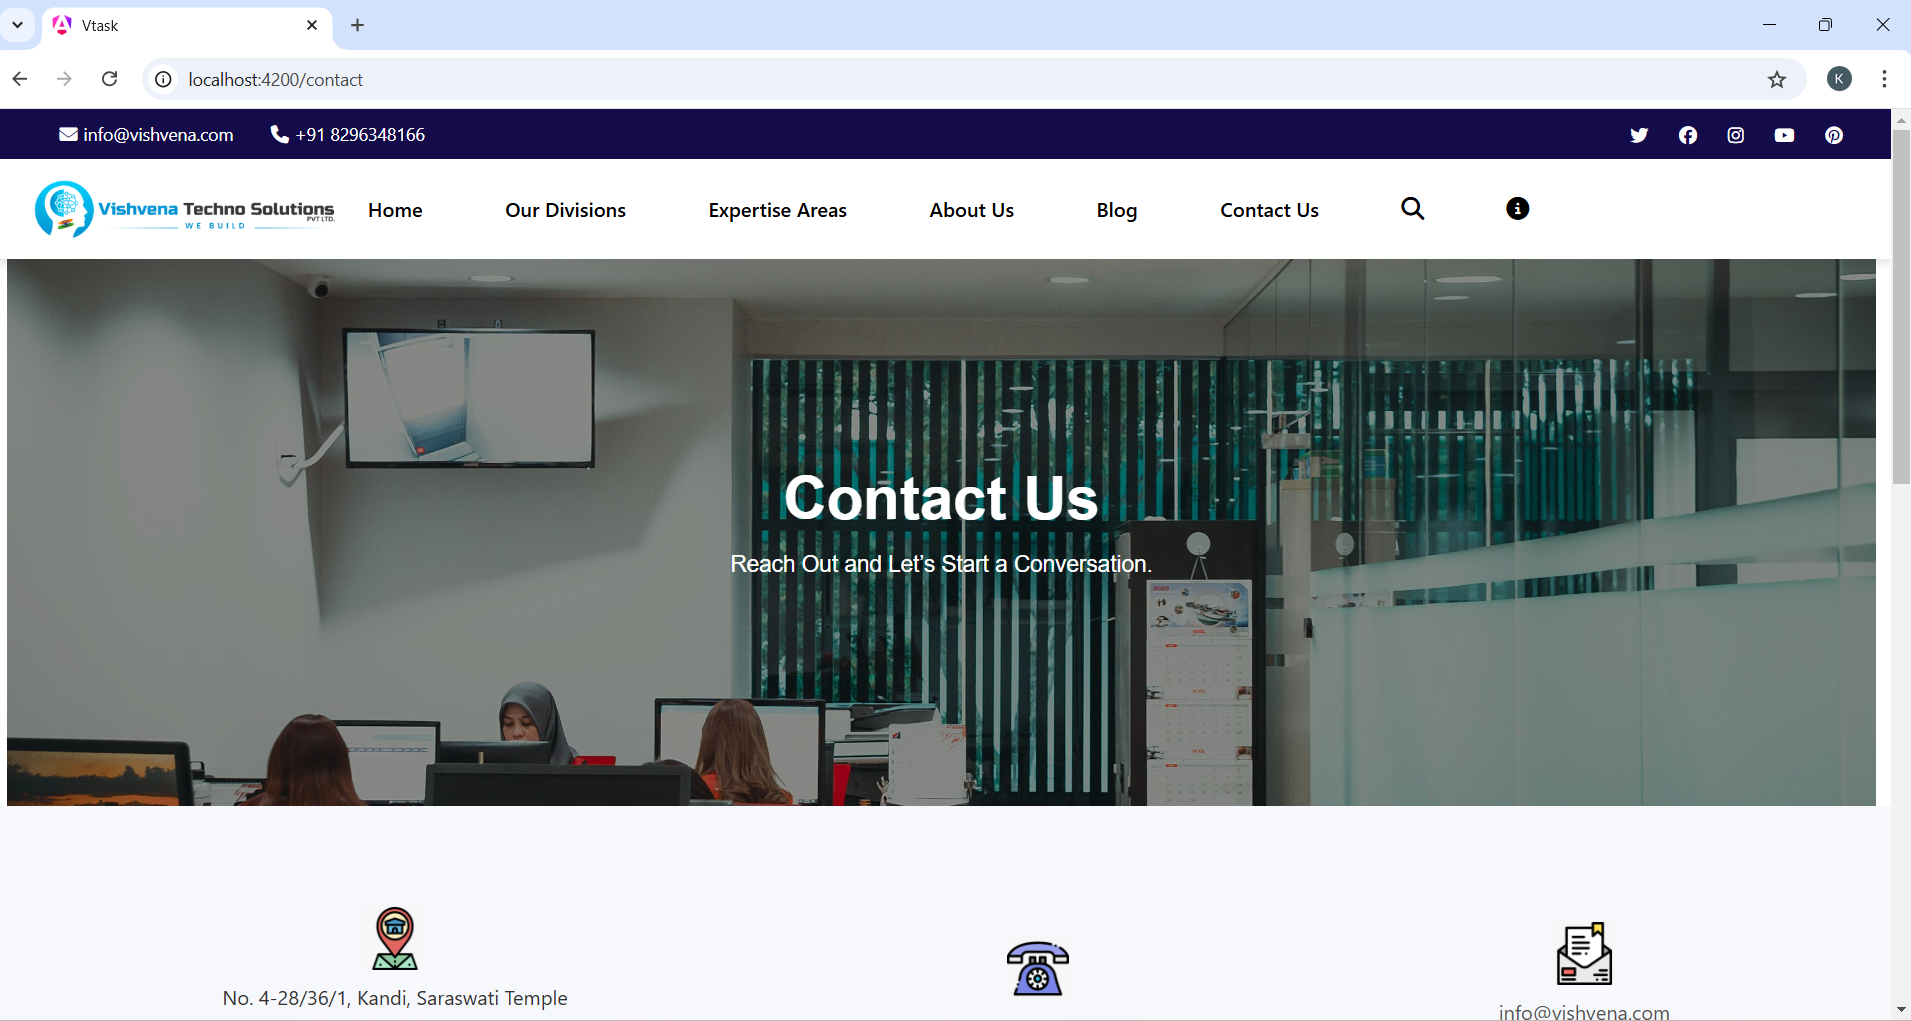 Vtask
localhost:4200/contact
K
info@vishvena.com +91 8296348166
Vishvena Techno Solutions
PVT LTD.
WE BUILD
Home Our Divisions Expertise Areas About Us Blog Contact Us
Contact Us
Reach Out and Let’s Start a Conversation.
No. 4-28/36/1, Kandi, Saraswati Temple
info@vishvena.com